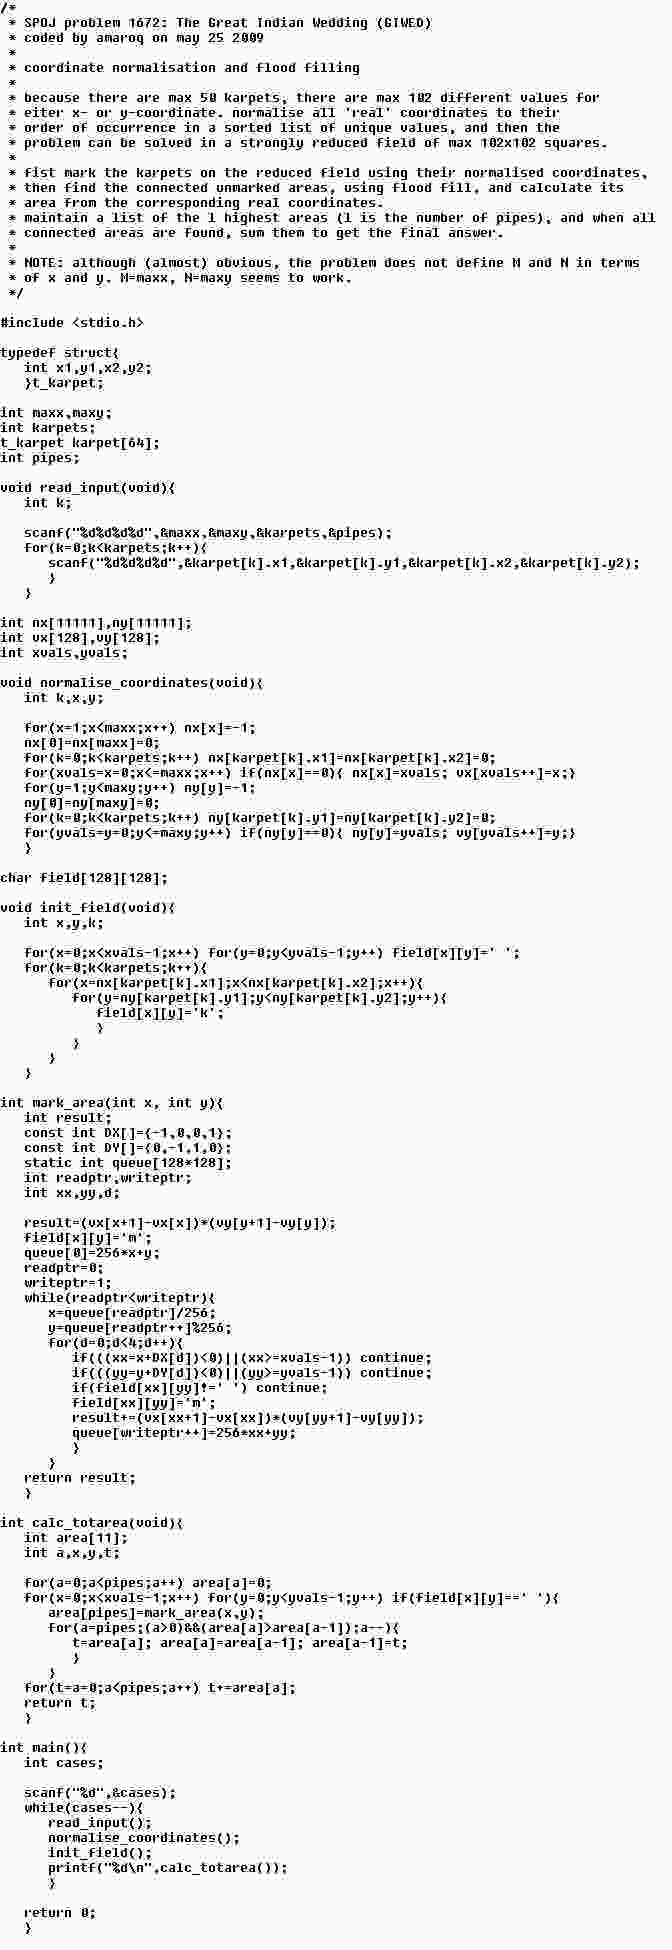 /*
 * SPOJ problem 1672: The Great Indian Wedding (GIWED)
 * coded by amaroq on may 25 2009
 *
 * coordinate normalisation and flood filling
 *
 * because there are max 50 karpets, there are max 102 different values for
 * eiter x- or y-coordinate. normalise all 'real' coordinates to their
 * order of occurrence in a sorted list of unique values, and then the
 * problem can be solved in a strongly reduced field of max 102x102 squares.
 *
 * fist mark the karpets on the reduced field using their normalised coordinates,
 * then find the connected unmarked areas, using flood fill, and calculate its
 * area from the corresponding real coordinates.
 * maintain a list of the l highest areas (l is the number of pipes), and when all
 * connected areas are found, sum them to get the final answer.
 *
 * NOTE: although (almost) obvious, the problem does not define M and N in terms
 * of x and y. M=maxx, N=maxy seems to work.
 */

#include <stdio.h>

typedef struct{
   int x1,y1,x2,y2;
   }t_karpet;

int maxx,maxy;
int karpets;
t_karpet karpet[64];
int pipes;

void read_input(void){
   int k;

   scanf("%d%d%d%d",&maxx,&maxy,&karpets,&pipes);
   for(k=0;k<karpets;k++){
      scanf("%d%d%d%d",&karpet[k].x1,&karpet[k].y1,&karpet[k].x2,&karpet[k].y2);
      }
   }

int nx[11111],ny[11111];
int vx[128],vy[128];
int xvals,yvals;

void normalise_coordinates(void){
   int k,x,y;

   for(x=1;x<maxx;x++) nx[x]=-1;
   nx[0]=nx[maxx]=0;
   for(k=0;k<karpets;k++) nx[karpet[k].x1]=nx[karpet[k].x2]=0;
   for(xvals=x=0;x<=maxx;x++) if(nx[x]==0){ nx[x]=xvals; vx[xvals++]=x;}
   for(y=1;y<maxy;y++) ny[y]=-1;
   ny[0]=ny[maxy]=0;
   for(k=0;k<karpets;k++) ny[karpet[k].y1]=ny[karpet[k].y2]=0;
   for(yvals=y=0;y<=maxy;y++) if(ny[y]==0){ ny[y]=yvals; vy[yvals++]=y;}
   }

char field[128][128];

void init_field(void){
   int x,y,k;

   for(x=0;x<xvals-1;x++) for(y=0;y<yvals-1;y++) field[x][y]=' ';
   for(k=0;k<karpets;k++){
      for(x=nx[karpet[k].x1];x<nx[karpet[k].x2];x++){
         for(y=ny[karpet[k].y1];y<ny[karpet[k].y2];y++){
            field[x][y]='k';
            }
         }
      }
   }

int mark_area(int x, int y){
   int result;
   const int DX[]={-1,0,0,1};
   const int DY[]={0,-1,1,0};
   static int queue[128*128];
   int readptr,writeptr;
   int xx,yy,d;

   result=(vx[x+1]-vx[x])*(vy[y+1]-vy[y]);
   field[x][y]='m';
   queue[0]=256*x+y;
   readptr=0;
   writeptr=1;
   while(readptr<writeptr){
      x=queue[readptr]/256;
      y=queue[readptr++]%256;
      for(d=0;d<4;d++){
         if(((xx=x+DX[d])<0)||(xx>=xvals-1)) continue;
         if(((yy=y+DY[d])<0)||(yy>=yvals-1)) continue;
         if(field[xx][yy]!=' ') continue;
         field[xx][yy]='m';
         result+=(vx[xx+1]-vx[xx])*(vy[yy+1]-vy[yy]);
         queue[writeptr++]=256*xx+yy;
         }
      }
   return result;
   }

int calc_totarea(void){
   int area[11];
   int a,x,y,t;

   for(a=0;a<pipes;a++) area[a]=0;
   for(x=0;x<xvals-1;x++) for(y=0;y<yvals-1;y++) if(field[x][y]==' '){
      area[pipes]=mark_area(x,y);
      for(a=pipes;(a>0)&&(area[a]>area[a-1]);a--){
         t=area[a]; area[a]=area[a-1]; area[a-1]=t;
         }
      }
   for(t=a=0;a<pipes;a++) t+=area[a];
   return t;
   }

int main(){
   int cases;

   scanf("%d",&cases);
   while(cases--){
      read_input();
      normalise_coordinates();
      init_field();
      printf("%d\n",calc_totarea());
      }

   return 0;
   }